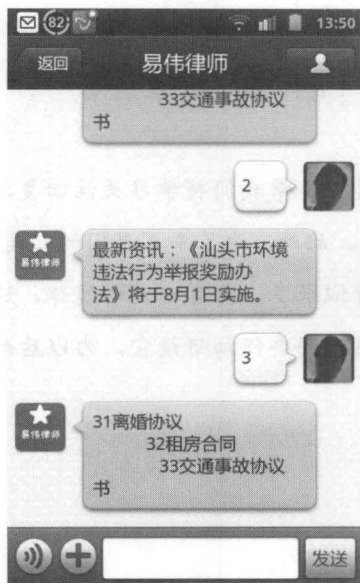 82 13:50
返回 易伟律师
33交通事故协议
书
2
易伟律师
最新资讯：《汕头市环境
违法行为举报奖励办
法》将于8月1日实施。
3
易伟律师
31离婚协议
32租房合同
33交通事故协议
书
发送